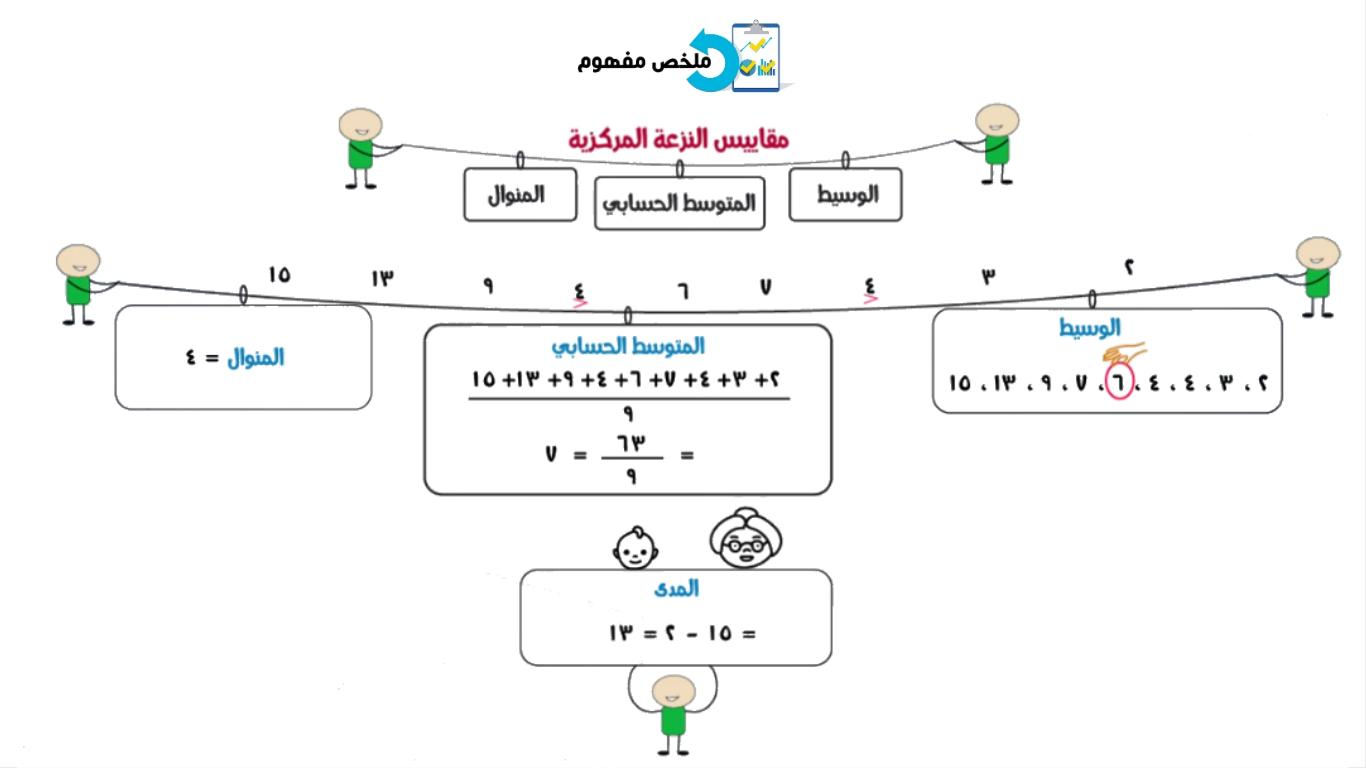 ملخص مفهوم
مقاييس النزعة المركزية
الوسيط
المتوسط الحسابي
المنوال
٢ ٣ ٤ ٧ ٦ ٤ ٩ ١٣ ١٥
الوسيط
٢ ، ٣ ، ٤ ، ٤ ، ٦ ، ٧ ، ٩ ، ١٣ ، ١٥
المتوسط الحسابي
٢+ ٣+ ٤+ ٧+ ٦+ ٤+ ٩+ ١٣+ ١٥
٩
= ٦٣ = ٧
٩
المنوال = ٤
المدى
= ١٥ - ٢ = ١٣